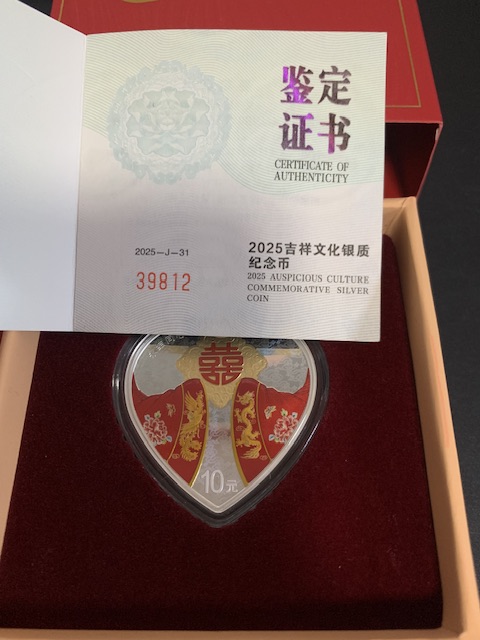 鉴定
证书
CERTIFICATE OF
AUTHENTICITY
2025-J-31
39812
2025吉祥文化银质
纪念币
2025 AUSPICIOUS CULTURE
COMMEMORATIVE SILVER
COIN
囍
10元